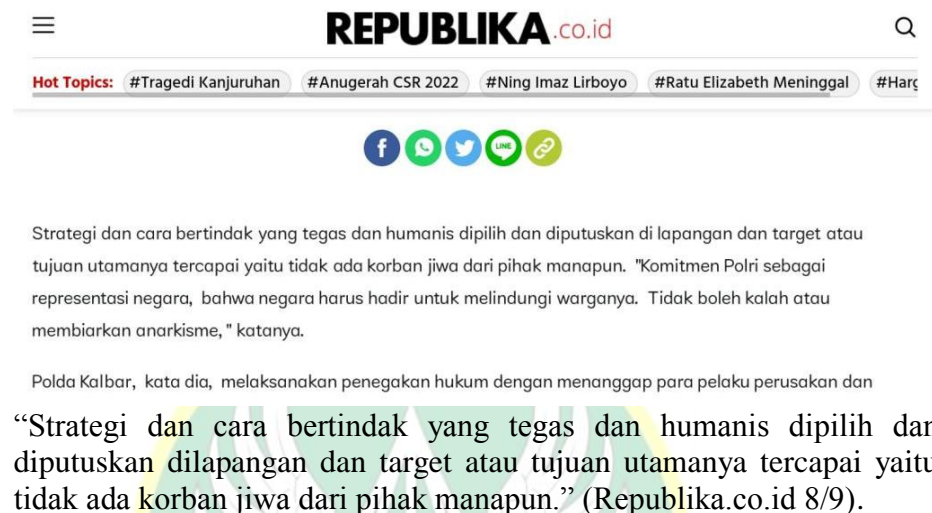 REPUBLIKA.co.id
Hot Topics: #Tragedi Kanjuruhan #Anugerah CSR 2022 #Ning Imaz Lirboyo #Ratu Elizabeth Meninggal #Harg
LINE
Strategi dan cara bertindak yang tegas dan humanis dipilih dan diputuskan di lapangan dan target atau
tujuan utamanya tercapai yaitu tidak ada korban jiwa dari pihak manapun. "Komitmen Polri sebagai
representasi negara, bahwa negara harus hadir untuk melindungi warganya. Tidak boleh kalah atau
membiarkan anarkisme," katanya.
Polda Kalbar, kata dia, melaksanakan penegakan hukum dengan menanggap para pelaku perusakan dan
“Strategi dan cara bertindak yang tegas dan humanis dipilih dan
diputuskan dilapangan dan target atau tujuan utamanya tercapai yaitu
tidak ada korban jiwa dari pihak manapun.” (Republika.co.id 8/9).